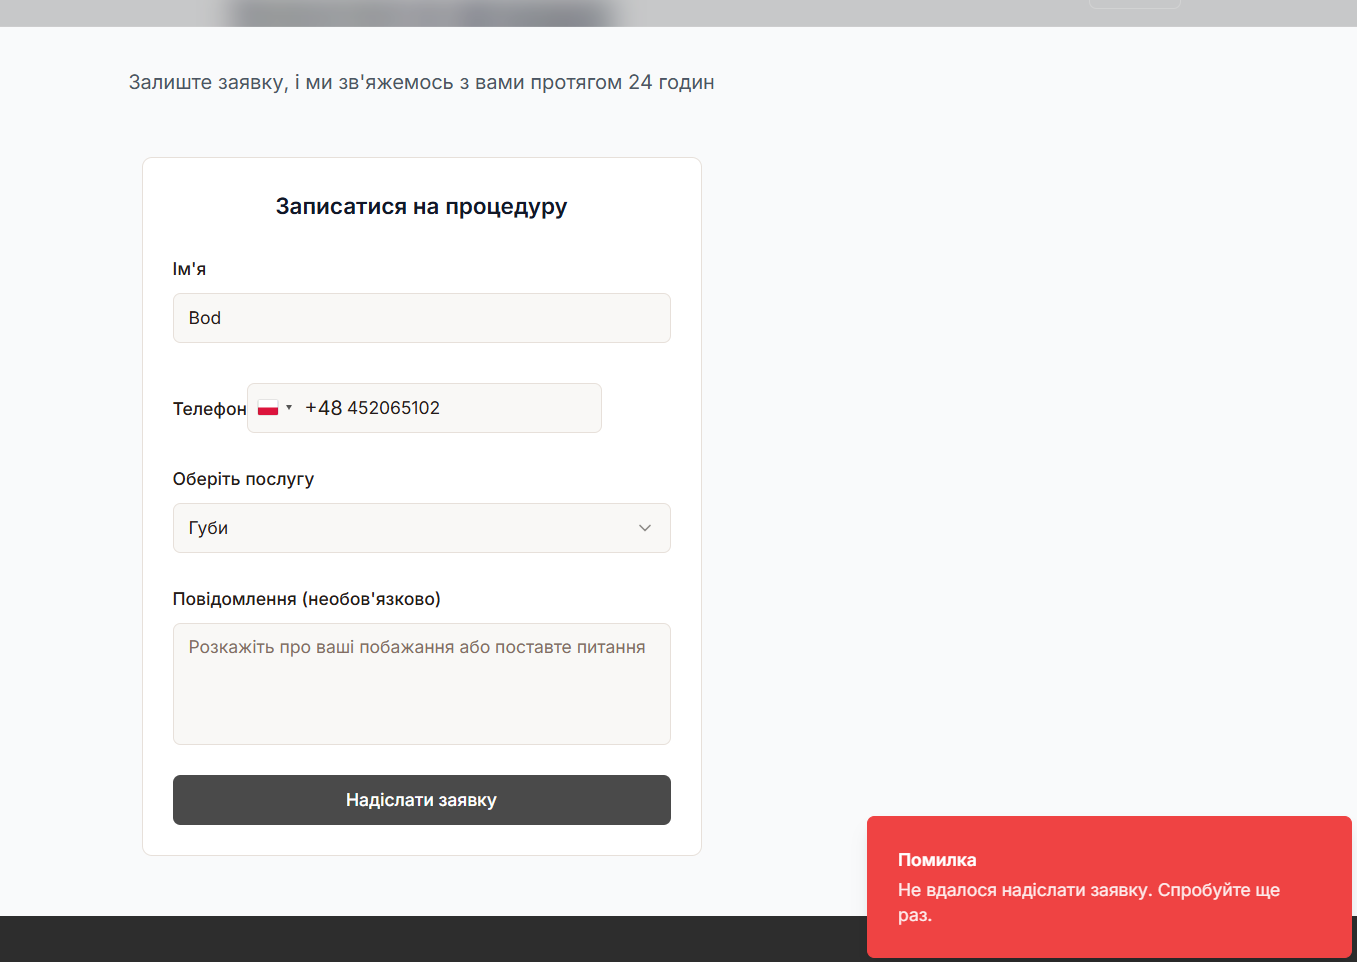 Залиште заявку, і ми зв'яжемось з вами протягом 24 годин
Записатися на процедуру
Ім'я
Bod
Телефон +48 452065102
Оберіть послугу
Губи
Повідомлення (необов'язково)
Розкажіть про ваші побажання або поставте питання
Надіслати заявку
Помилка
Не вдалося надіслати заявку. Спробуйте ще
раз.